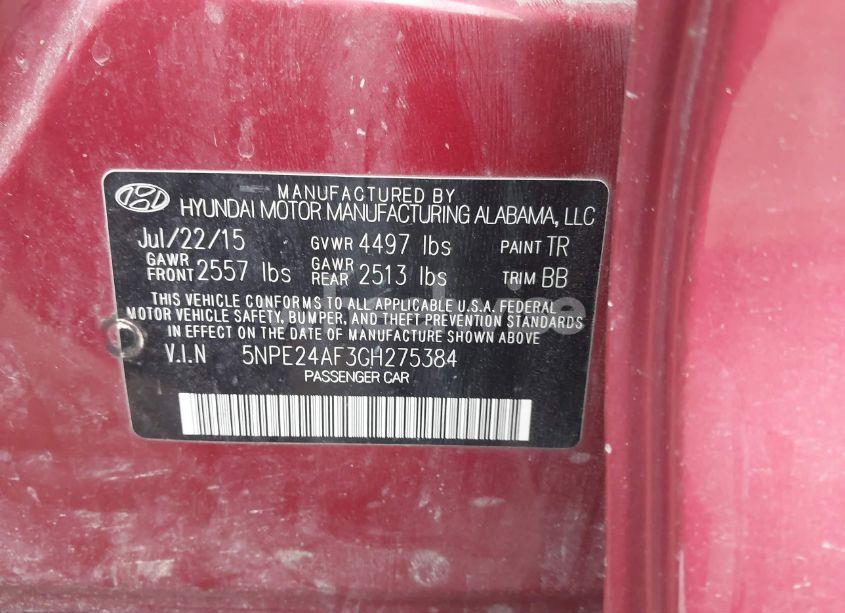 MANUFACTURED BY
HYUNDAI MOTOR MANUFACTURING ALABAMA, LLC
Jul/22/15 GVWR 4497 lbs PAINT TR
GAWR FRONT 2557 lbs GAWR REAR 2513 lbs TRIM BB
THIS VEHICLE CONFORMS TO ALL APPLICABLE U.S.A. FEDERAL
MOTOR VEHICLE SAFETY, BUMPER, AND THEFT PREVENTION STANDARDS
IN EFFECT ON THE DATE OF MANUFACTURE SHOWN ABOVE
V.I.N 5NPE24AF3GH275384
PASSENGER CAR